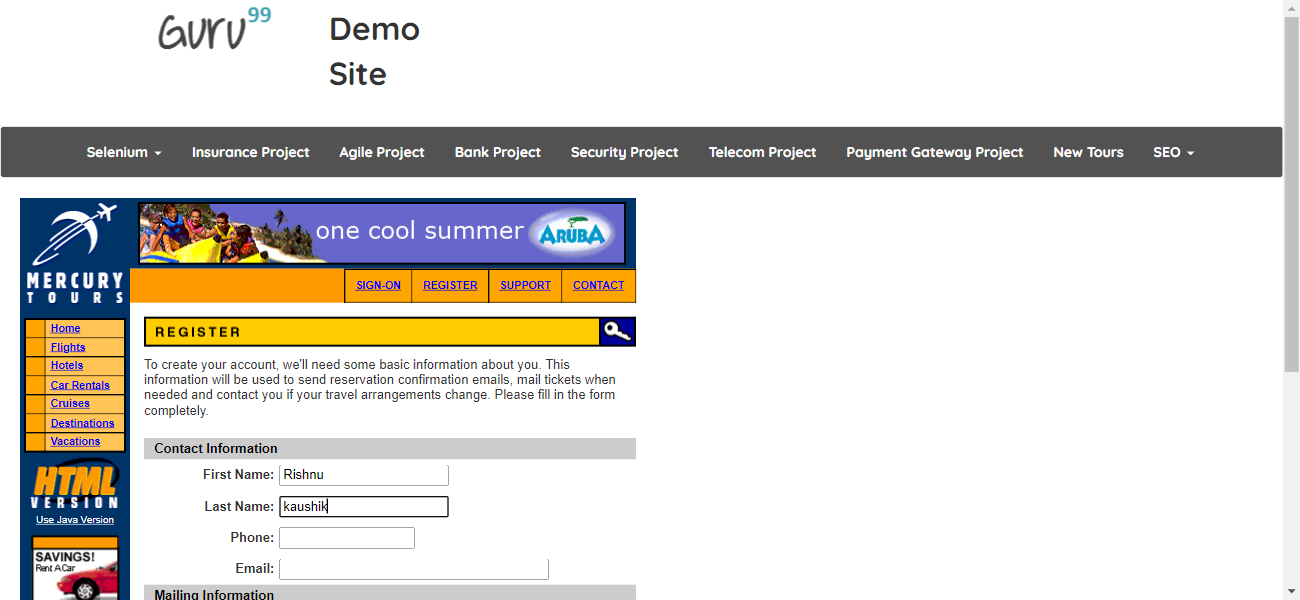 Guru99
Demo
Site
Selenium Insurance Project Agile Project Bank Project Security Project Telecom Project Payment Gateway Project New Tours SEO
one cool summer ARUBA
MERCURY
TOURS
SIGN-ON REGISTER SUPPORT CONTACT
Home
Flights
Hotels
Car Rentals
Cruises
Destinations
Vacations
HTML
VERSION
Use Java Version
SAVINGS!
Rent A Car
REGISTER
To create your account, we'll need some basic information about you. This
information will be used to send reservation confirmation emails, mail tickets when
needed and contact you if your travel arrangements change. Please fill in the form
completely.
Contact Information
First Name: Rishnu
Last Name: kaushik
Phone:
Email:
Mailing Information